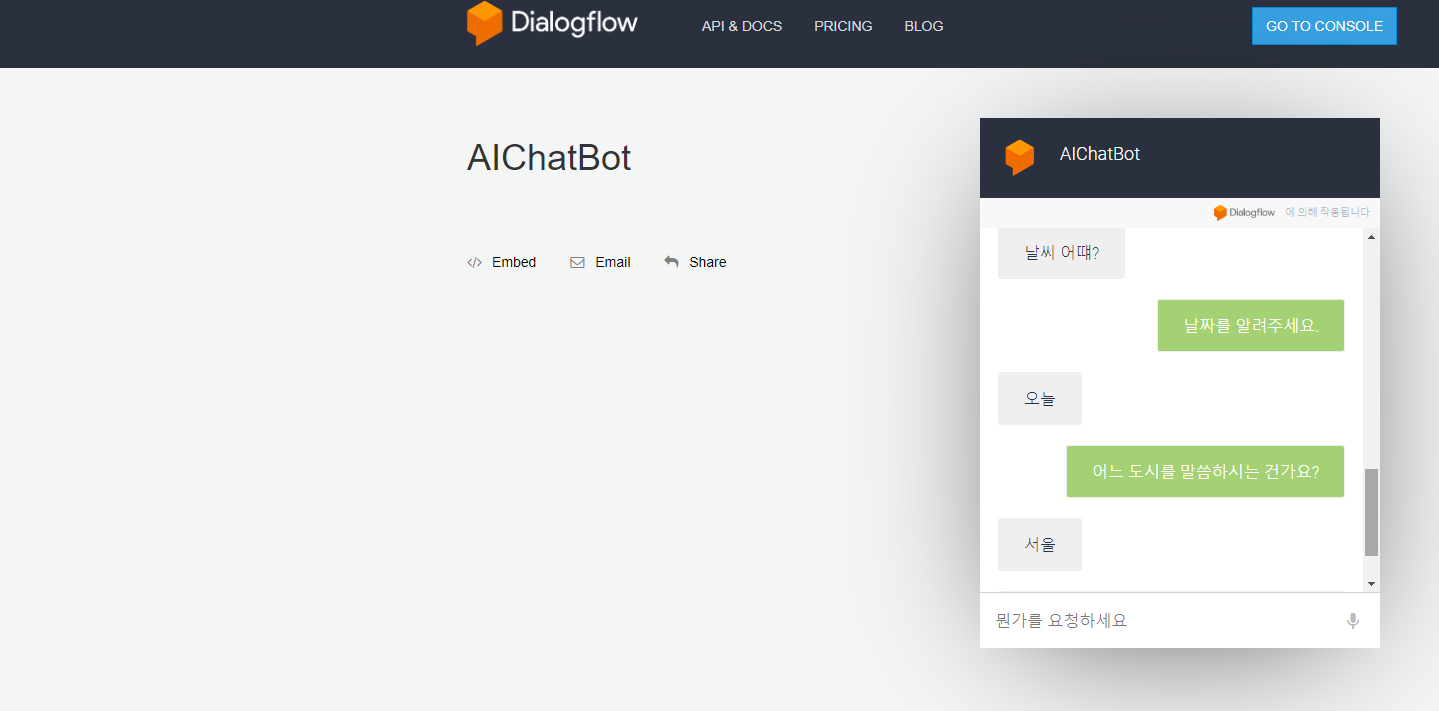 Dialogflow
API & DOCS
PRICING
BLOG
GO TO CONSOLE
AIChatBot
Embed
Email
Share
AIChatBot
Dialogflow 에 의해 작동됩니다
날씨 어떄?
날짜를 알려주세요.
오늘
어느 도시를 말씀하시는 건가요?
서울
뭔가를 요청하세요